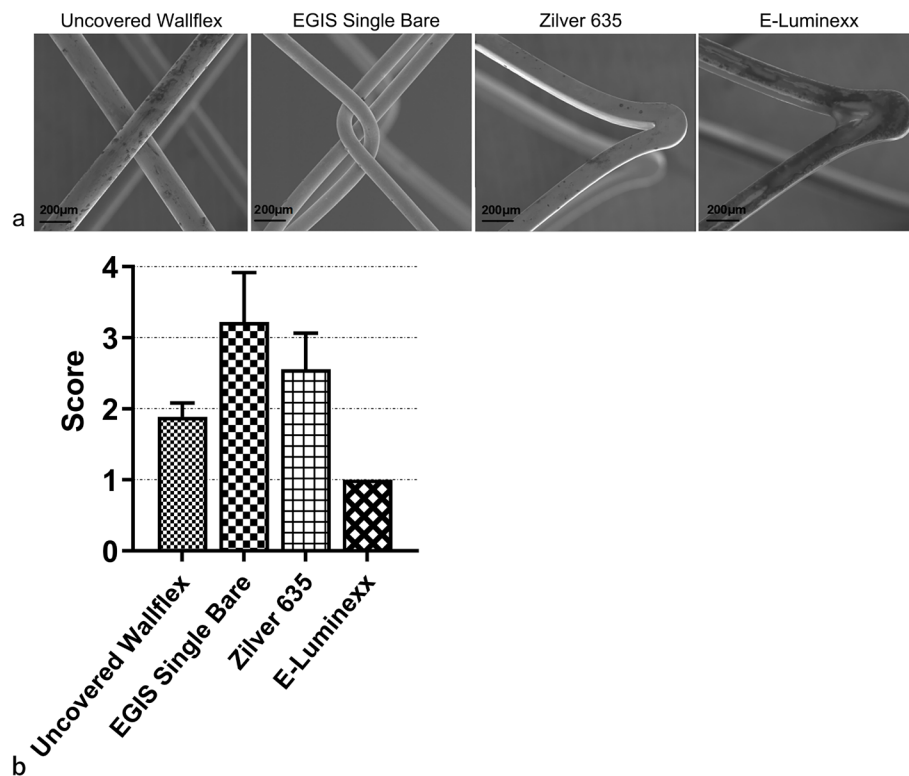 Uncovered Wallflex EGIS Single Bare Zilver 635 E-Luminexx
200µm 200µm 200µm 200µm
a
4
3
2
1
0
Score
Uncovered Wallflex
EGIS Single Bare
Zilver 635
E-Luminexx
b